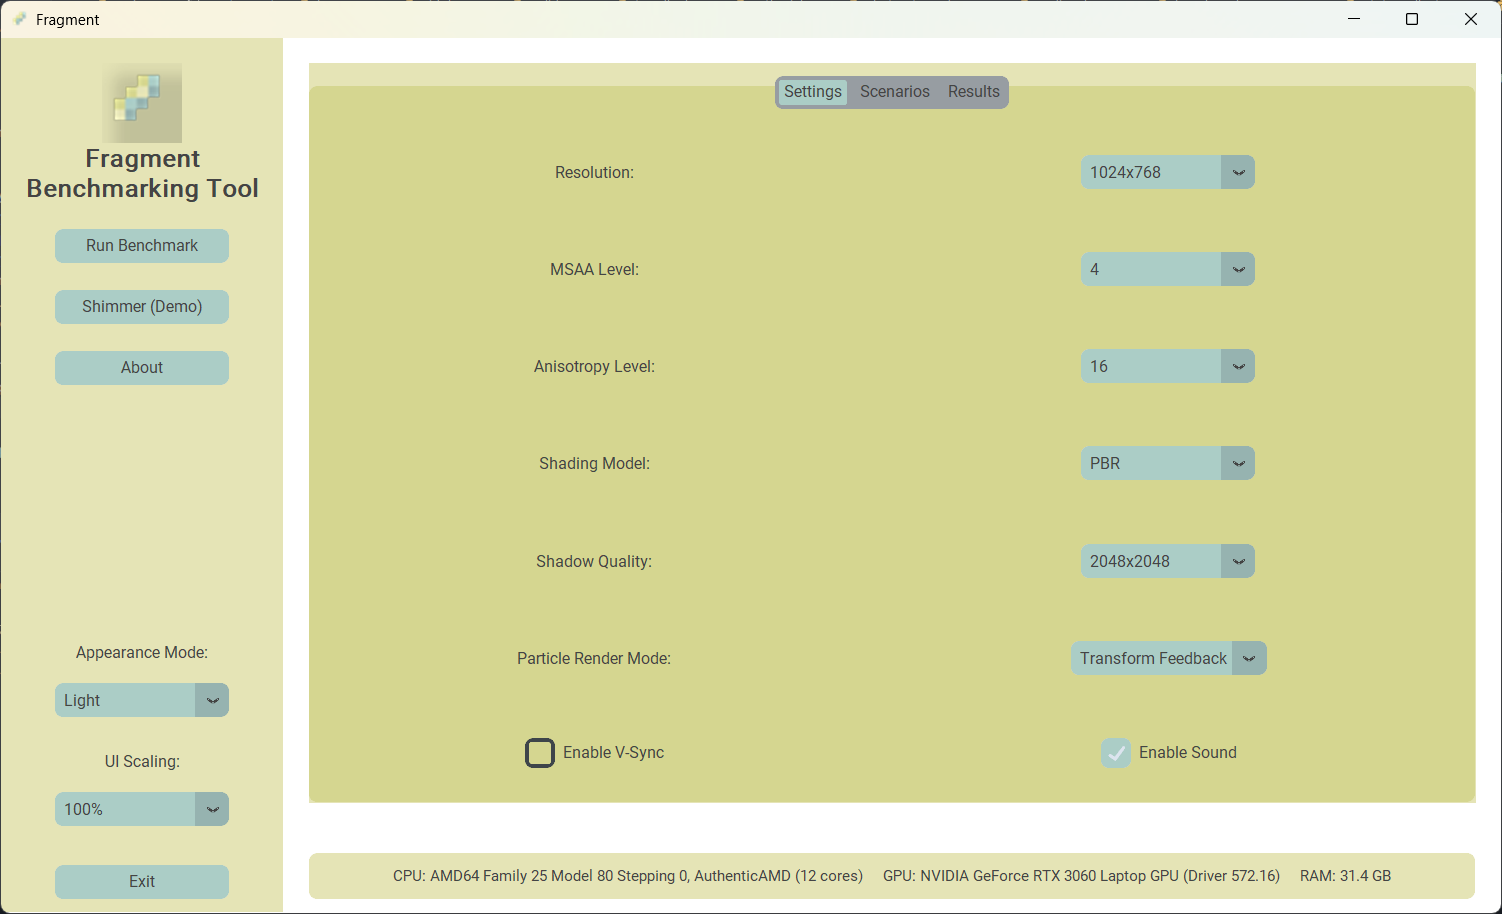 Fragment
Fragment
Benchmarking Tool
Run Benchmark
Shimmer (Demo)
About
Appearance Mode:
Light
UI Scaling:
100%
Exit
Settings Scenarios Results
Resolution: 1024x768
MSAA Level: 4
Anisotropy Level: 16
Shading Model: PBR
Shadow Quality: 2048x2048
Particle Render Mode: Transform Feedback
Enable V-Sync Enable Sound
CPU: AMD64 Family 25 Model 80 Stepping 0, AuthenticAMD (12 cores) GPU: NVIDIA GeForce RTX 3060 Laptop GPU (Driver 572.16) RAM: 31.4 GB